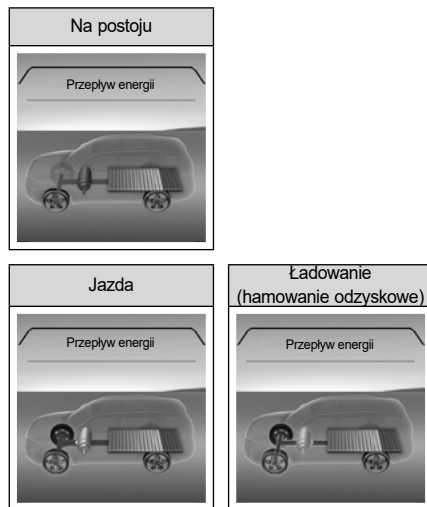 Na postoju
Przepływ energii
Jazda
Przepływ energii
Ładowanie
(hamowanie odzyskowe)
Przepływ energii